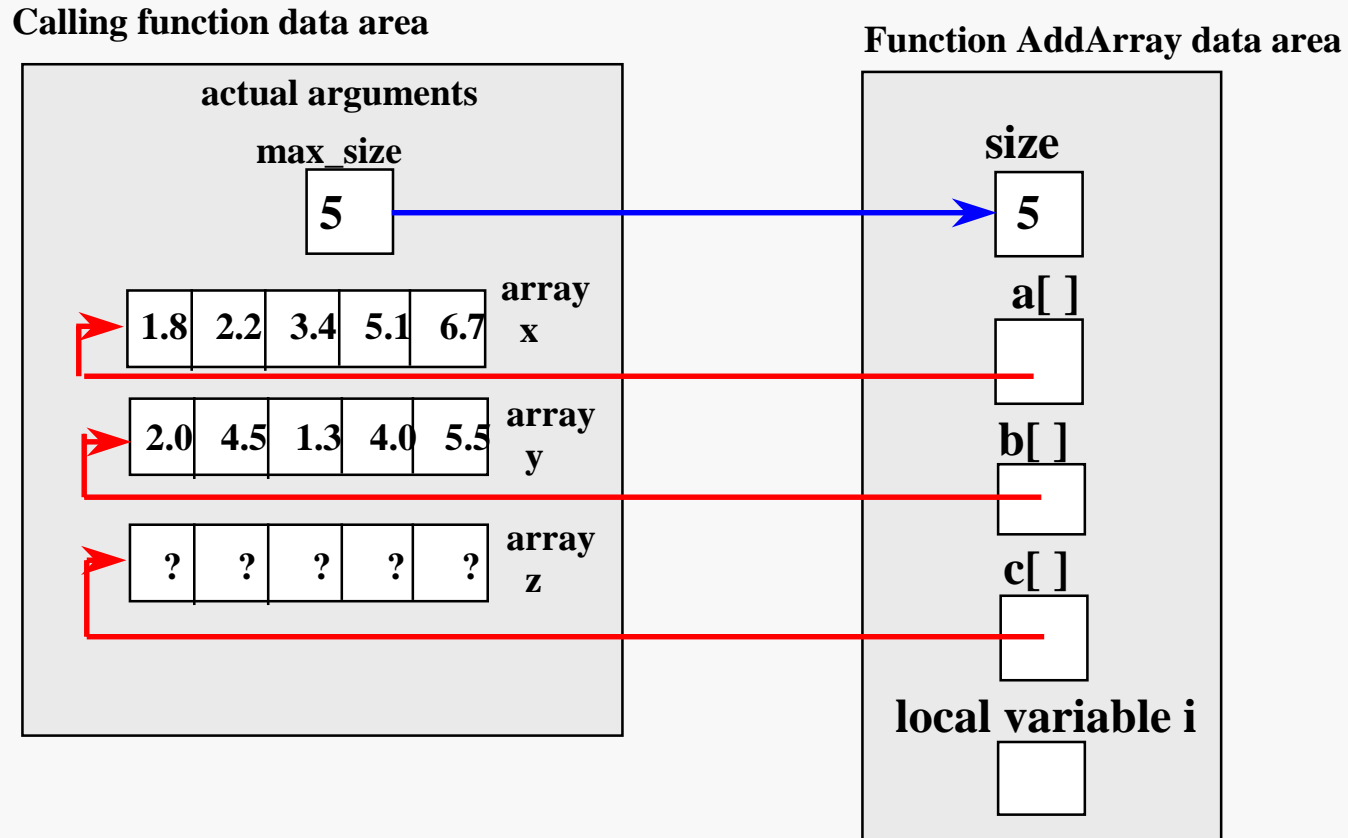 Calling function data area
Function AddArray data area
actual arguments
max_size
5
size
5
array
x
1.8 2.2 3.4 5.1 6.7
a[ ]
array
y
2.0 4.5 1.3 4.0 5.5
b[ ]
array
z
? ? ? ? ?
c[ ]
local variable i